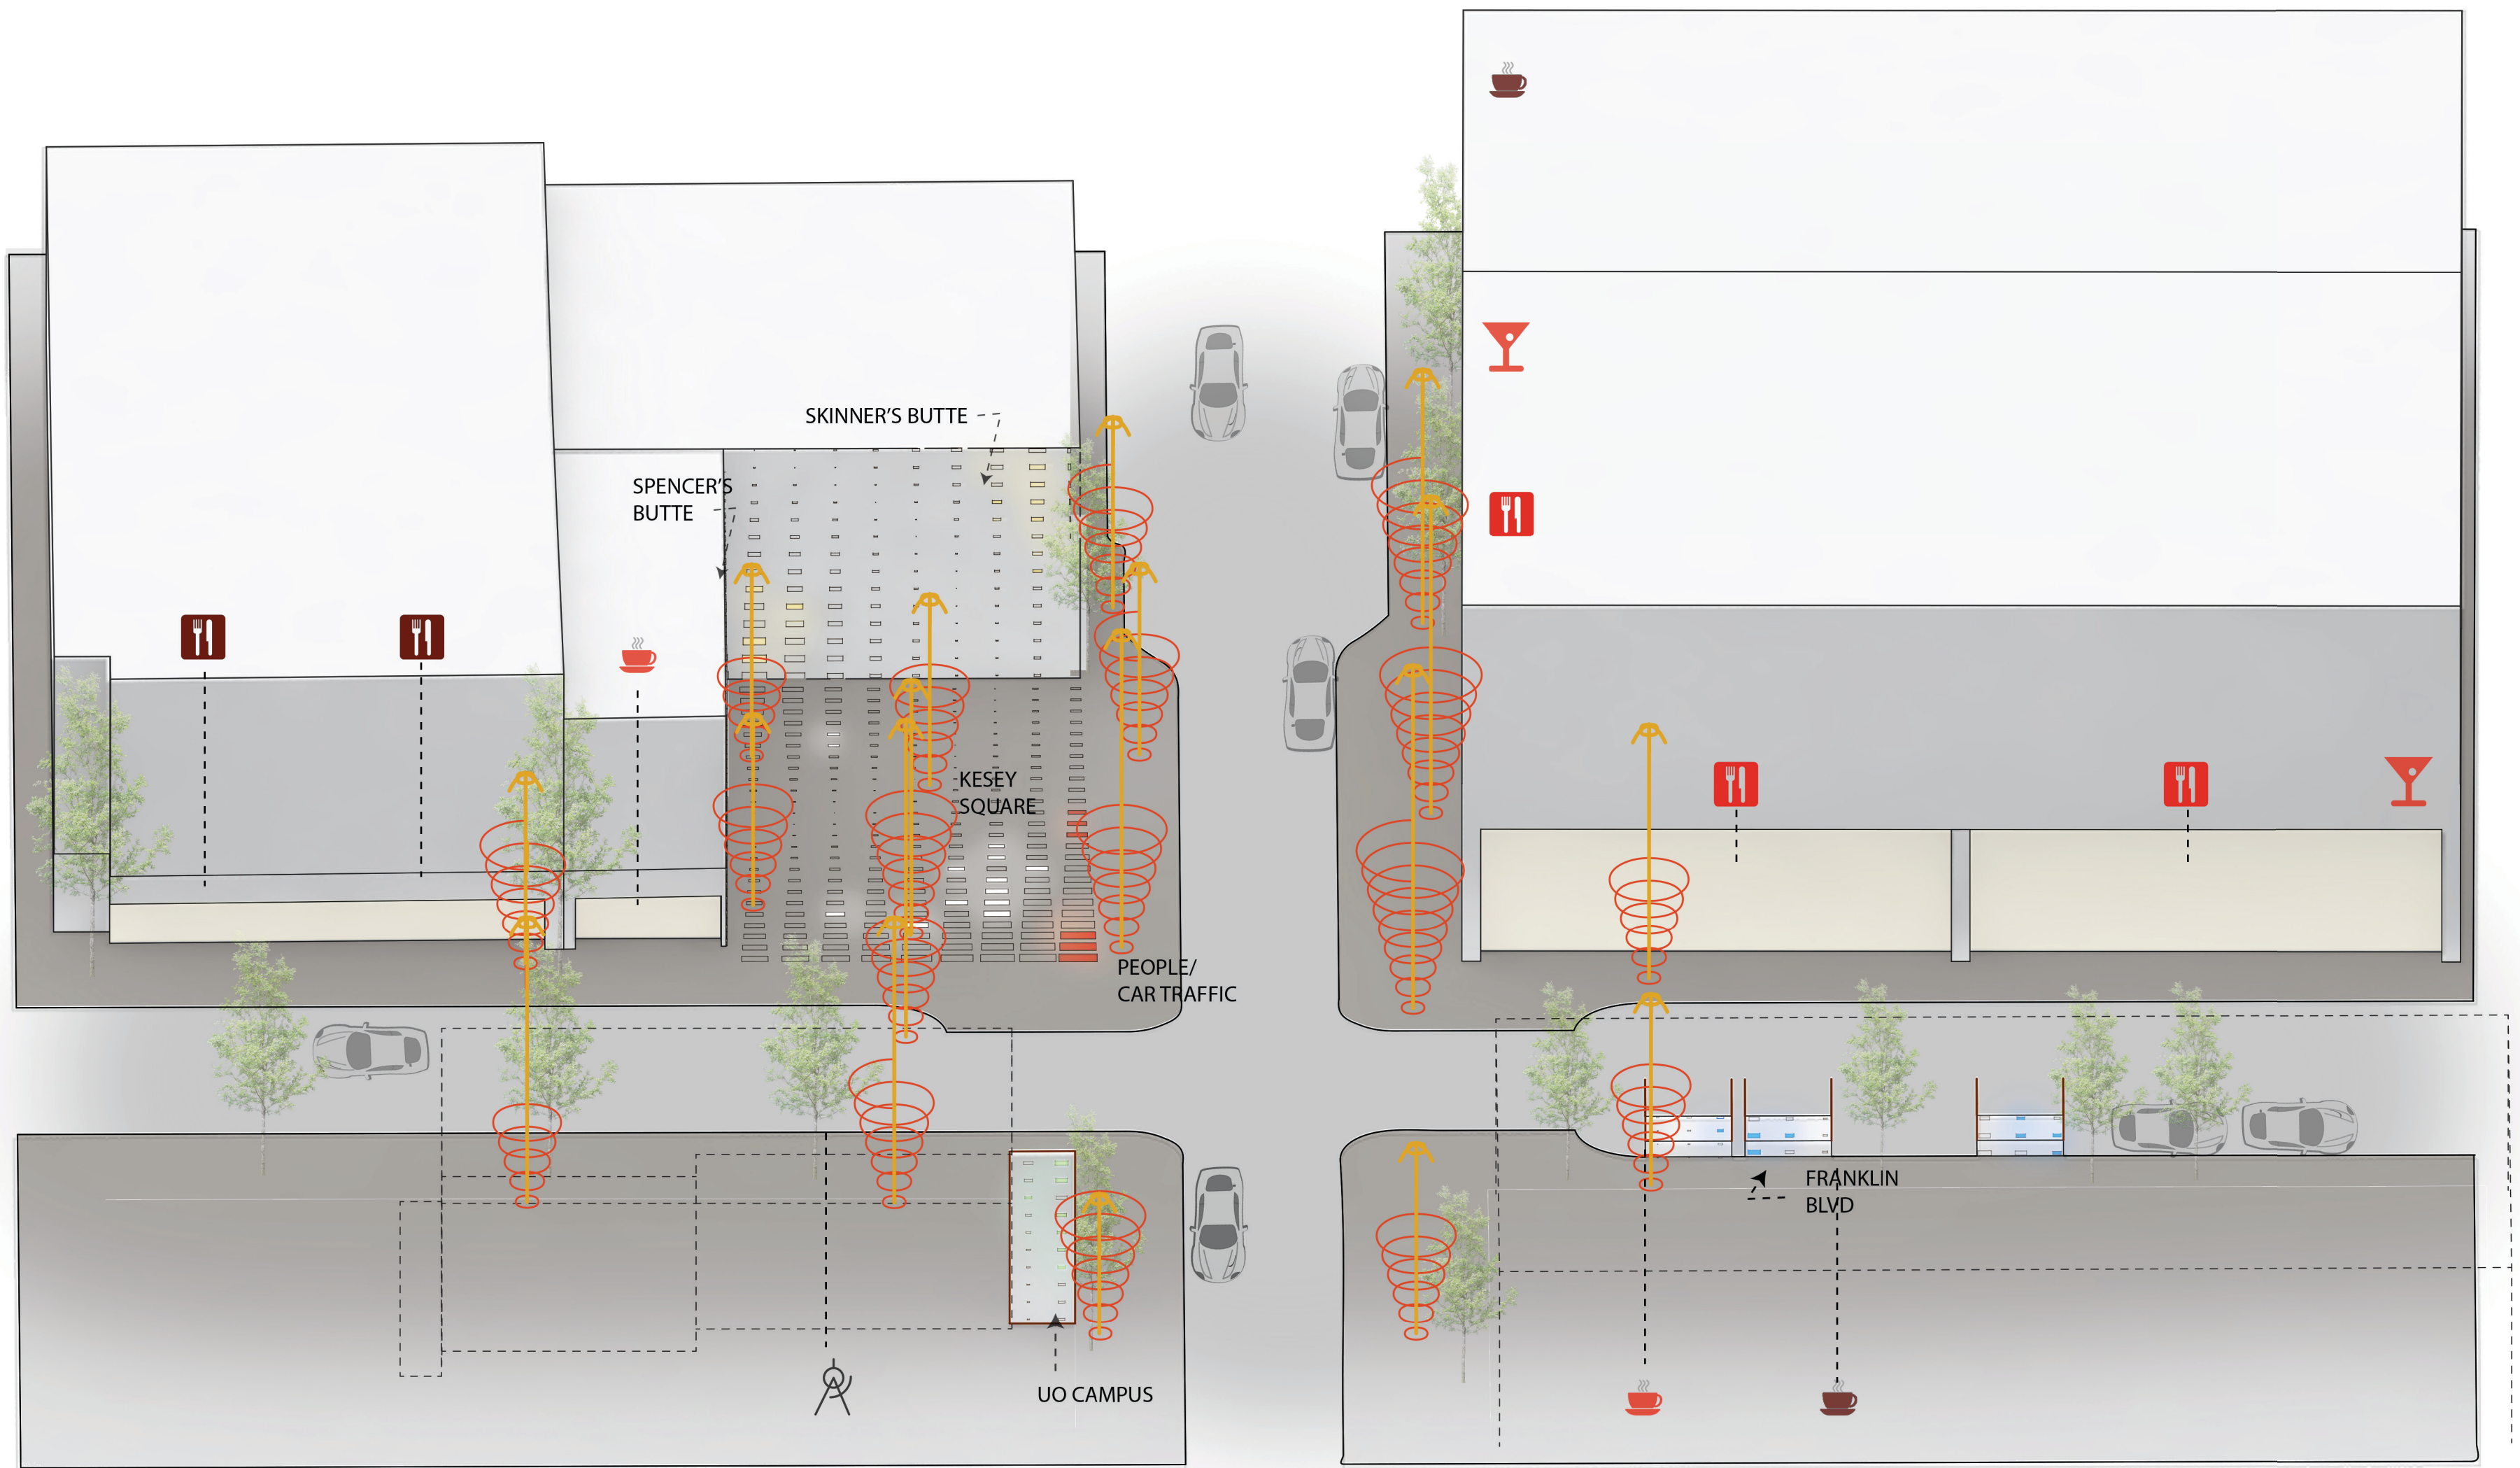 SKINNER'S BUTTE
SPENCER'S
BUTTE
KESEY
SQUARE
PEOPLE/
CAR TRAFFIC
FRANKLIN
BLVD
UO CAMPUS